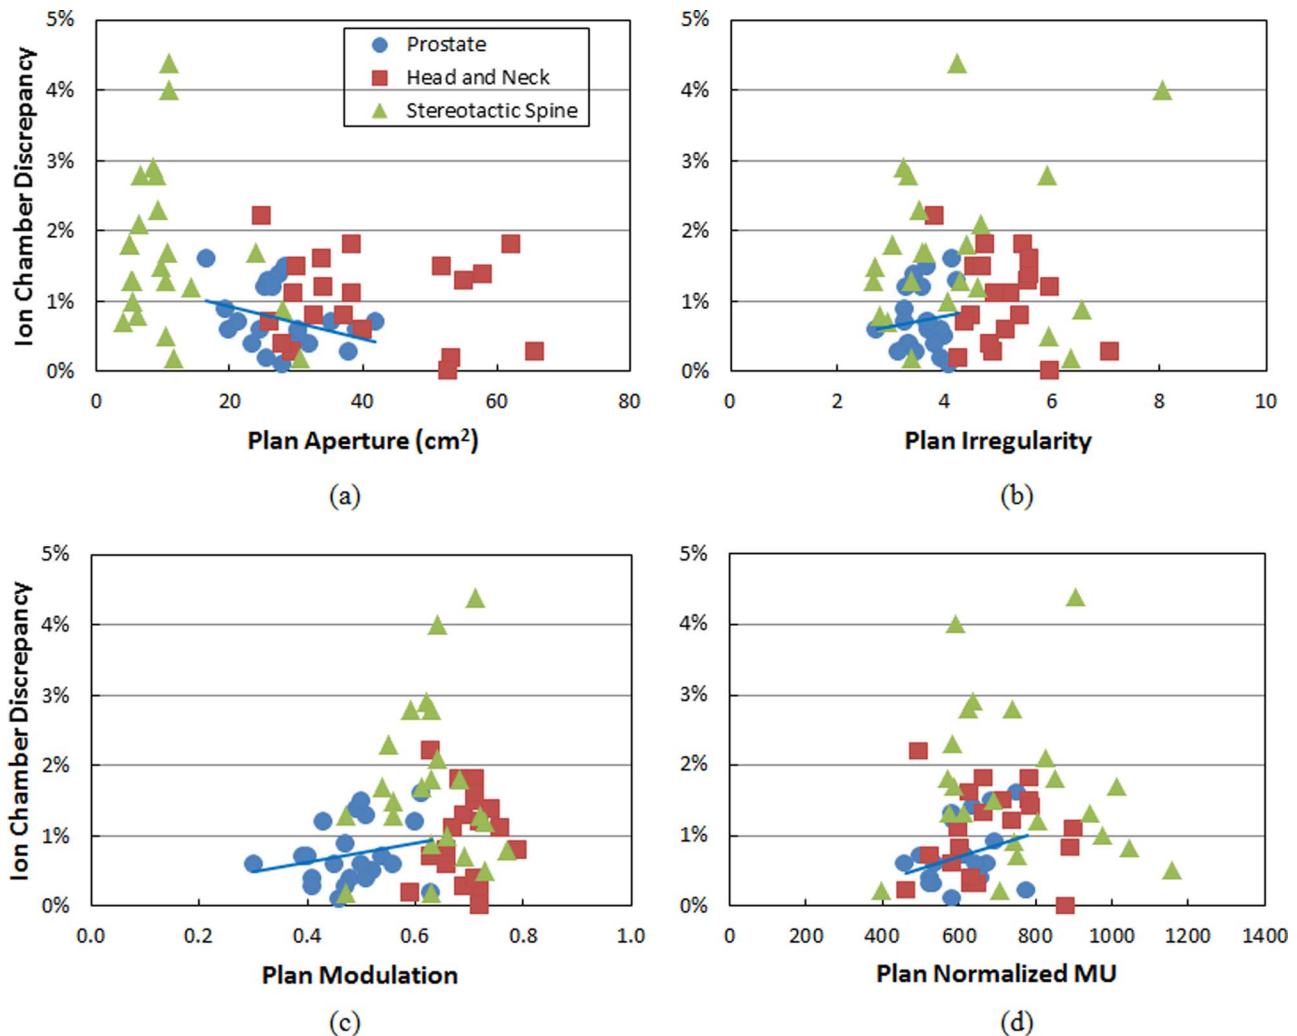 Ion Chamber Discrepancy
5%
4%
3%
2%
1%
0%
0 20 40 60 80
Plan Aperture (cm²)
Prostate
Head and Neck
Stereotactic Spine
(a)
5%
4%
3%
2%
1%
0%
0 2 4 6 8 10
Plan Irregularity
(b)
Ion Chamber Discrepancy
5%
4%
3%
2%
1%
0%
0.0 0.2 0.4 0.6 0.8 1.0
Plan Modulation
(c)
5%
4%
3%
2%
1%
0%
0 200 400 600 800 1000 1200 1400
Plan Normalized MU
(d)